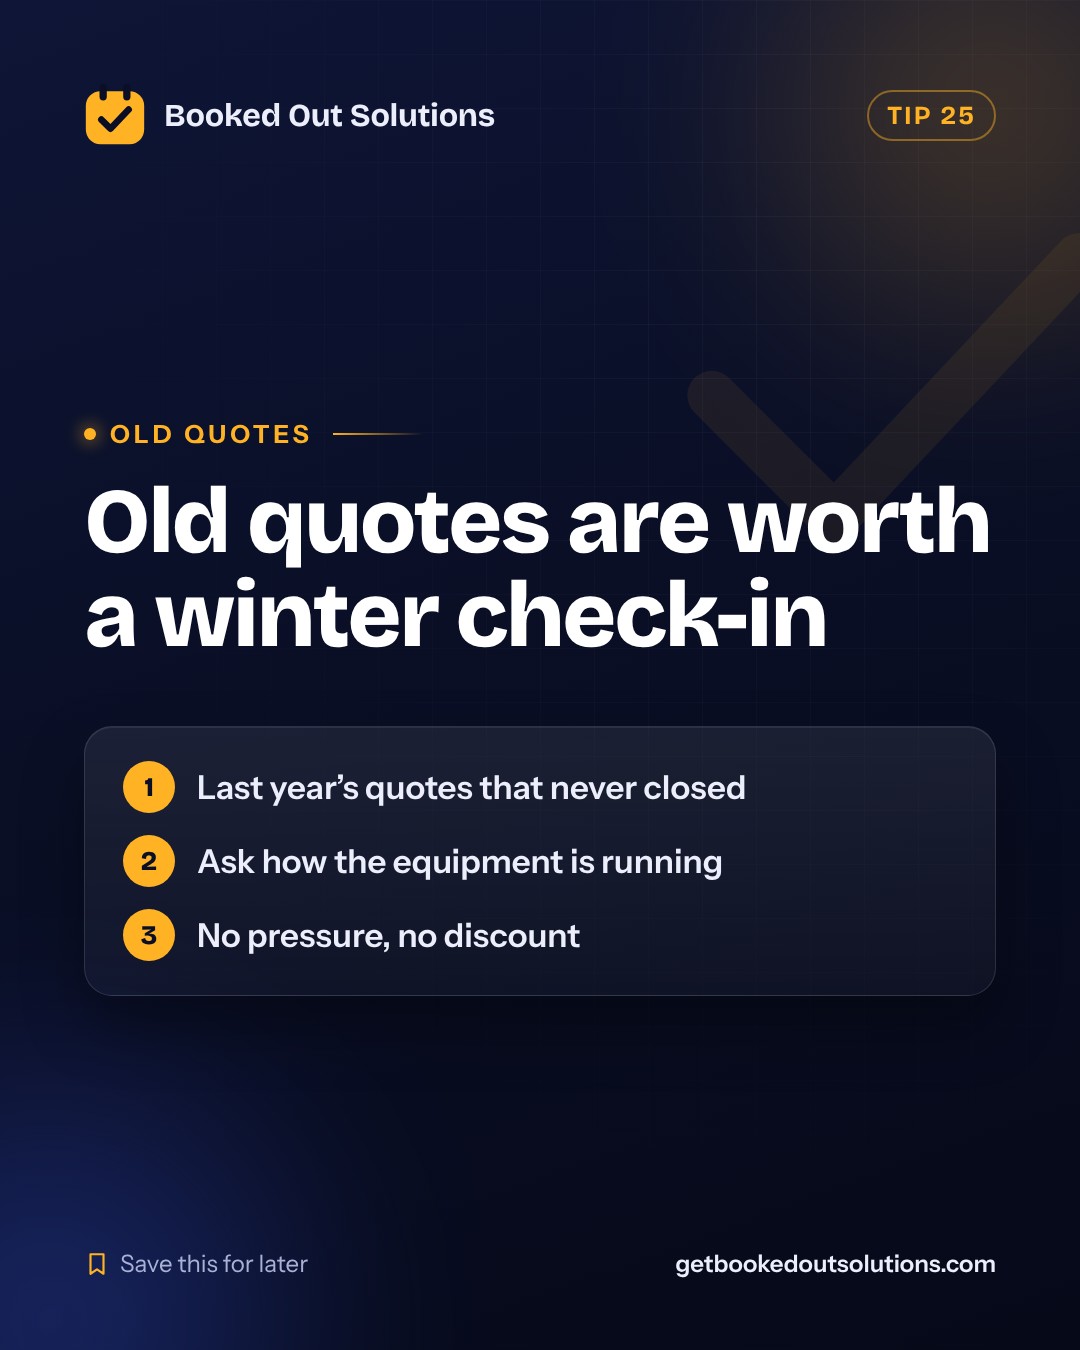 Booked Out Solutions
TIP 25
OLD QUOTES
Old quotes are worth
a winter check-in
1 Last year’s quotes that never closed
2 Ask how the equipment is running
3 No pressure, no discount
Save this for later
getbookedoutsolutions.com